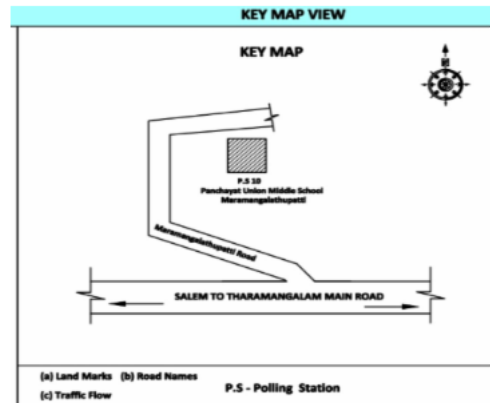 KEY MAP VIEW
KEY MAP
N
P.S 10
Panchayat Union Middle School
Maramangalathupatti
Maramangalathupatti Road
SALEM TO THARAMANGALAM MAIN ROAD
(a) Land Marks (b) Road Names
(c) Traffic Flow
P.S - Polling Station